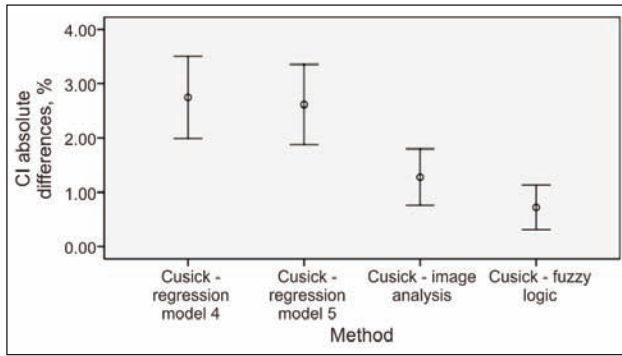 CI absolute
differences, %
4.00
3.00
2.00
1.00
0.00
Cusick -
regression
model 4
Cusick -
regression
model 5
Cusick - image
analysis
Cusick - fuzzy
logic
Method